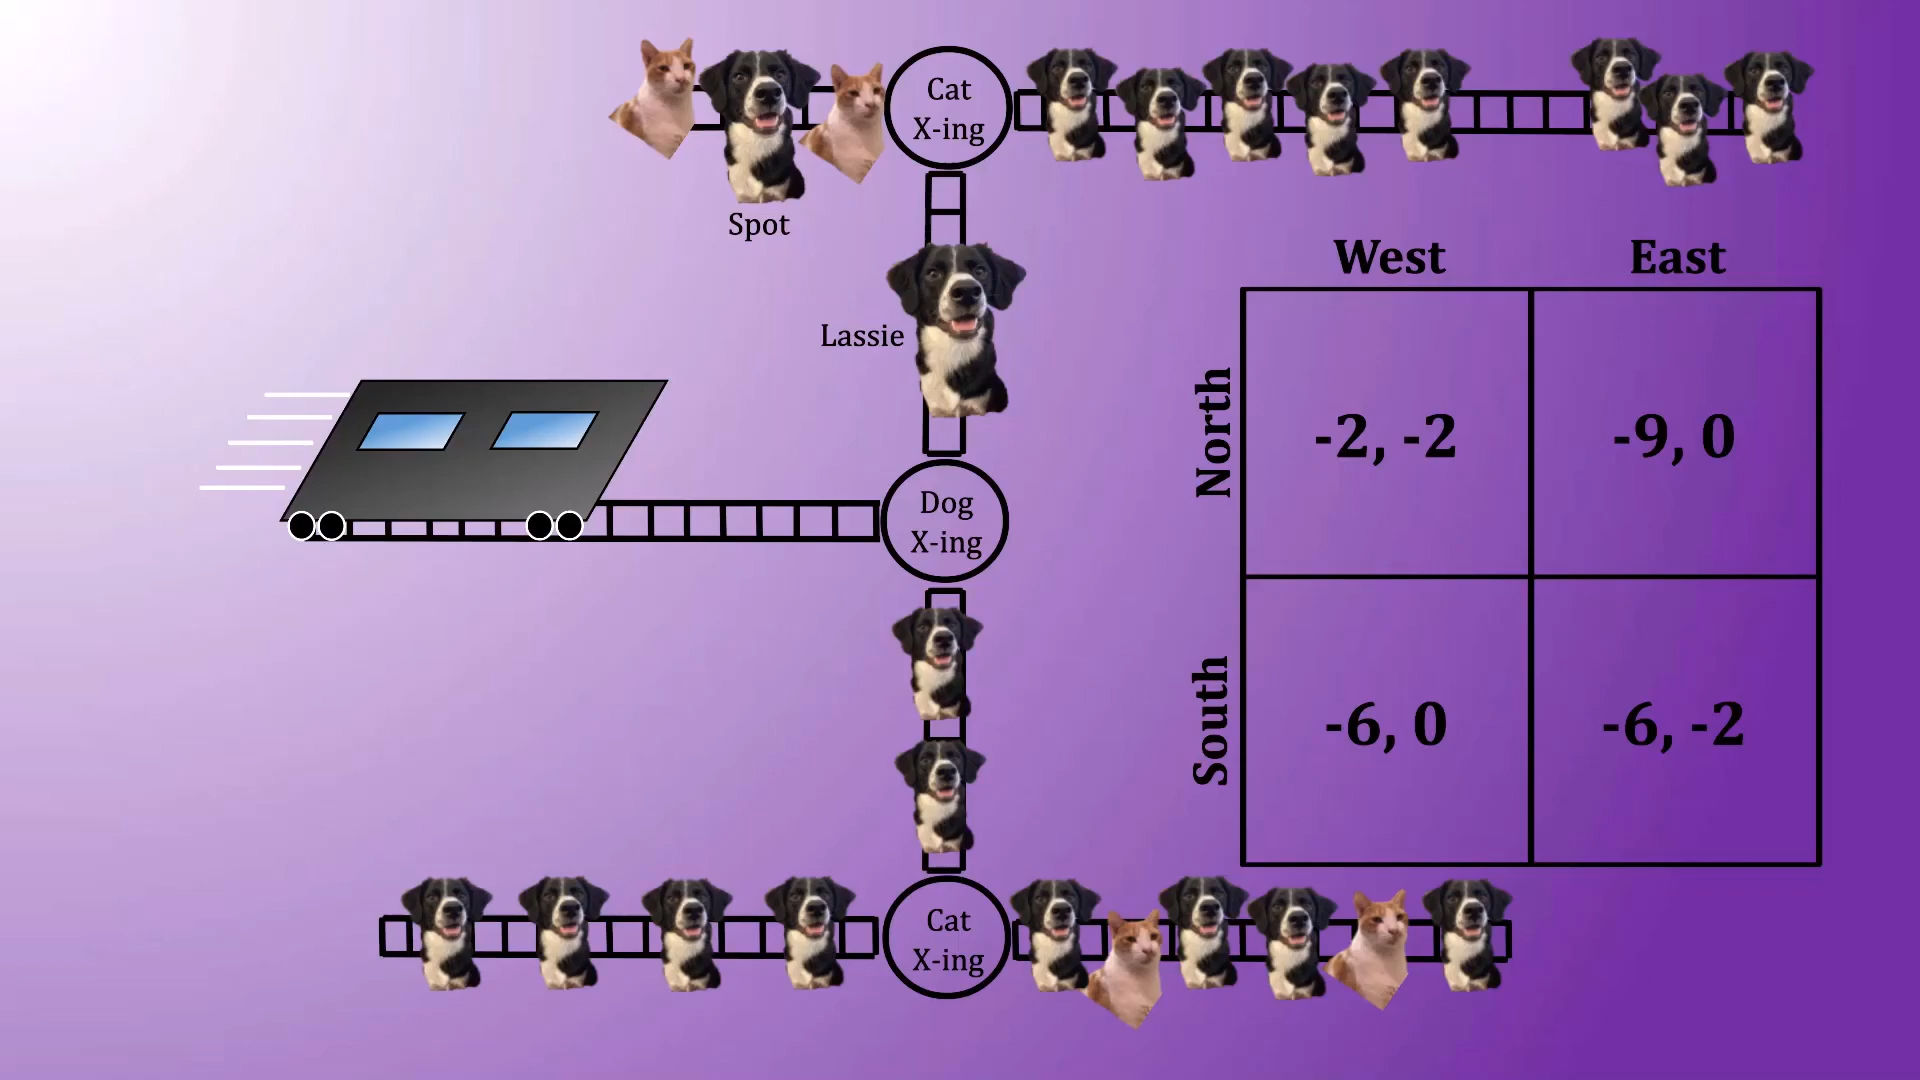 Cat
X-ing
Spot
West East
Lassie
North
-2, -2
-9, 0
Dog
X-ing
South
-6, 0
-6, -2
Cat
X-ing